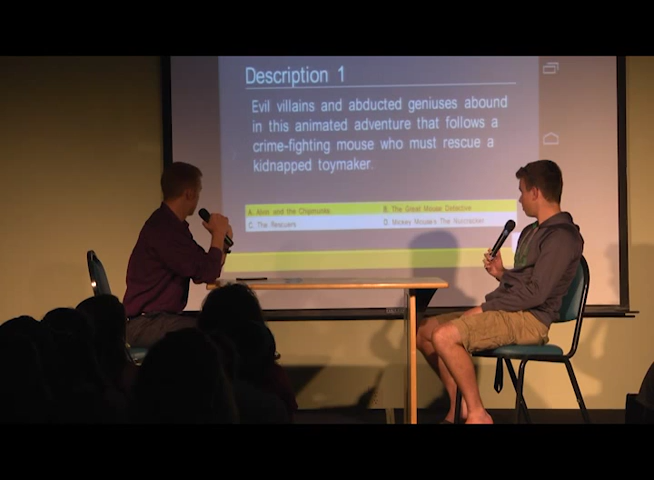 Description 1
Evil villains and abducted geniuses abound
in this animated adventure that follows a
crime-fighting mouse who must rescue a
kidnapped toymaker.
A. Alvin and the Chipmunks B. The Great Mouse Detective
C. The Rescuers D. Mickey Mouse's The Nutcracker